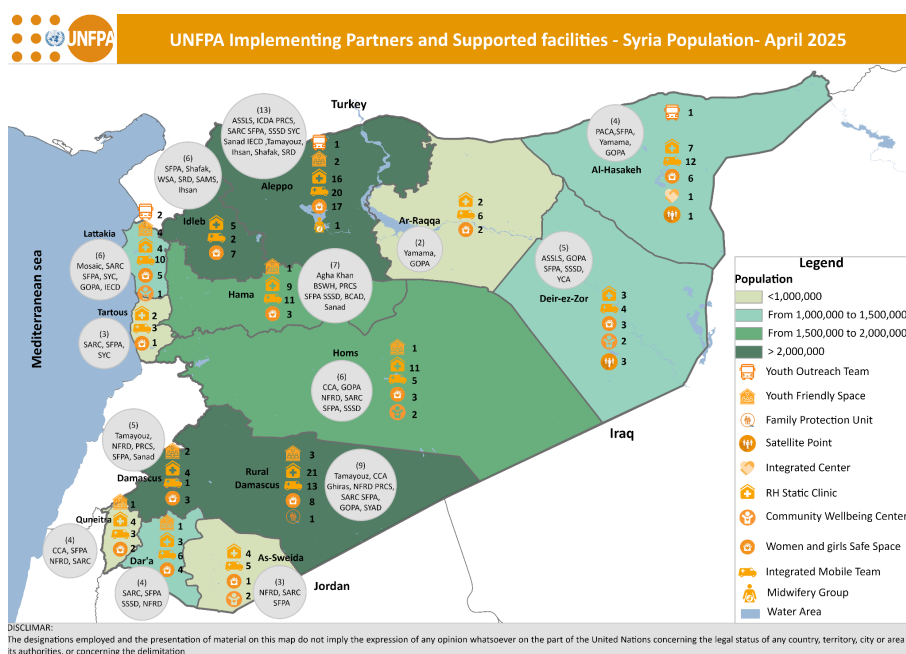 UNFPA
UNFPA Implementing Partners and Supported facilities - Syria Population- April 2025
Turkey
(13)
ASSLS, ICDA PRCS,
SARC SFPA, SSSD SYC
Sanad IECD ,Tamayouz,
Ihsan, Shafak, SRD
Aleppo
1
2
16
20
17
1
(4)
PACA,SFPA,
Yamama,
GOPA
Al-Hasakeh
1
7
12
6
1
1
(6)
SFPA, Shafak,
WSA, SRD, SAMS,
Ihsan
Idleb
5
2
7
Ar-Raqqa
2
6
2
(2)
Yamama,
GOPA
Lattakia
2
4
4
10
5
1
(6)
Mosaic, SARC
SFPA, SYC,
GOPA, IECD
Hama
1
9
11
3
(7)
Agha Khan
BSWH, PRCS
SFPA SSSD, BCAD,
Sanad
(5)
ASSLS, GOPA
SFPA, SSSD,
YCA
Deir-ez-Zor
3
4
3
2
3
Tartous
2
3
1
(3)
SARC, SFPA,
SYC
Mediterranean sea
Homs
1
11
5
3
2
(6)
CCA, GOPA
NFRD, SARC
SFPA, SSSD
Iraq
(5)
Tamayouz,
NFRD, PRCS,
SFPA, Sanad
Damascus
2
4
1
3
Rural
Damascus
3
21
13
8
1
(9)
Tamayouz, CCA
Ghiras, NFRD PRCS,
SARC SFPA,
GOPA, SYAD
Quneitra
1
4
3
2
(4)
CCA, SFPA
NFRD, SARC
Dar'a
1
3
6
4
(4)
SARC, SFPA
SSSD, NFRD
As-Sweida
4
5
1
2
(3)
NFRD, SARC
SFPA
Jordan
Legend
Population
<1,000,000
From 1,000,000 to 1,500,000
From 1,500,000 to 2,000,000
> 2,000,000
Youth Outreach Team
Youth Friendly Space
Family Protection Unit
Satellite Point
Integrated Center
RH Static Clinic
Community Wellbeing Center
Women and girls Safe Space
Integrated Mobile Team
Midwifery Group
Water Area
DISCLIMAR:
The designations employed and the presentation of material on this map do not imply the expression of any opinion whatsoever on the part of the United Nations concerning the legal status of any country, territory, city or area
its authorities, or concerning the delimitation